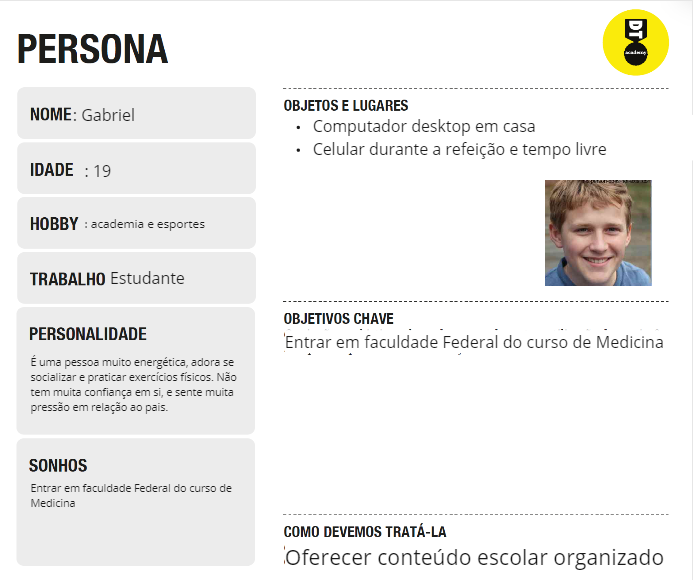 PERSONA
DT
academy
NOME: Gabriel
IDADE : 19
HOBBY : academia e esportes
TRABALHO Estudante
PERSONALIDADE
É uma pessoa muito energética, adora se
socializar e praticar exercícios físicos. Não
tem muita confiança em si, e sente muita
pressão em relação ao pais.
SONHOS
Entrar em faculdade Federal do curso de
Medicina
OBJETOS E LUGARES
• Computador desktop em casa
• Celular durante a refeição e tempo livre
OBJETIVOS CHAVE
Entrar em faculdade Federal do curso de Medicina
COMO DEVEMOS TRATÁ-LA
Oferecer conteúdo escolar organizado